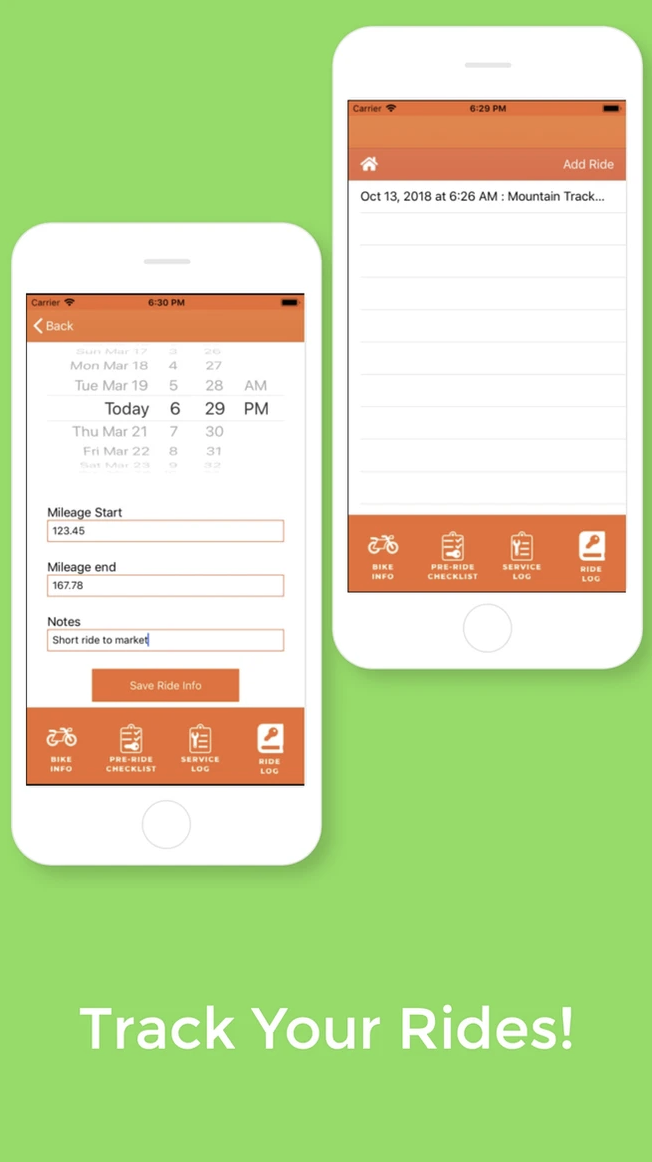 Carrier 6:29 PM
Add Ride
Oct 13, 2018 at 6:26 AM : Mountain Track...
BIKE INFO
PRE-RIDE CHECKLIST
SERVICE LOG
RIDE LOG
Carrier 6:30 PM
Back
Sun Mar 17 3 26
Mon Mar 18 4 27
Tue Mar 19 5 28 AM
Today 6 29 PM
Thu Mar 21 7 30
Fri Mar 22 8 31
Sat Mar 23 9 32
Mileage Start
123.45
Mileage end
167.78
Notes
Short ride to market
Save Ride Info
BIKE INFO
PRE-RIDE CHECKLIST
SERVICE LOG
RIDE LOG
Track Your Rides!